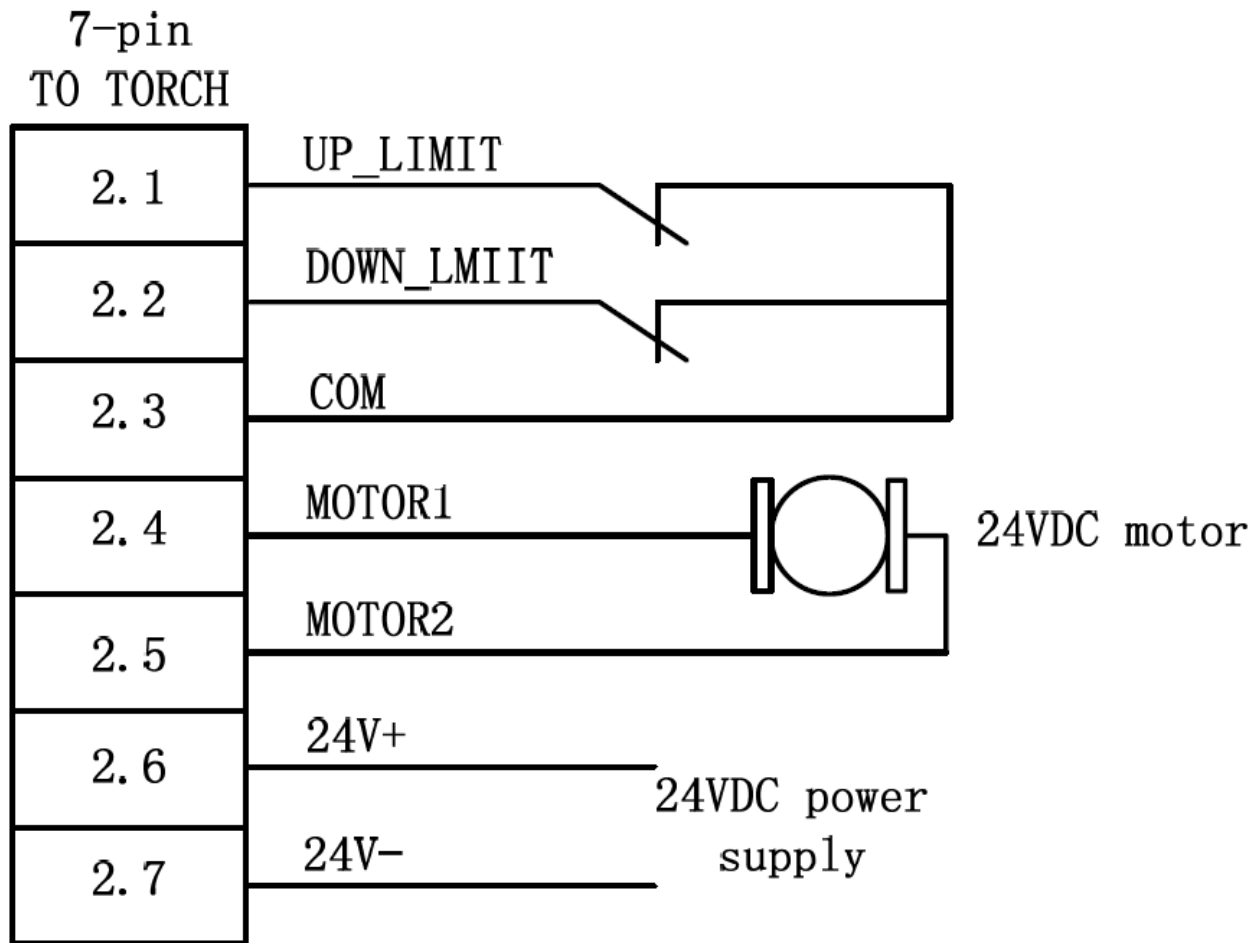 7-pin
TO TORCH
2.1
UP_LIMIT
2.2
DOWN_LMIIT
2.3
COM
2.4
MOTOR1
24VDC motor
2.5
MOTOR2
2.6
24V+
24VDC power
supply
2.7
24V-